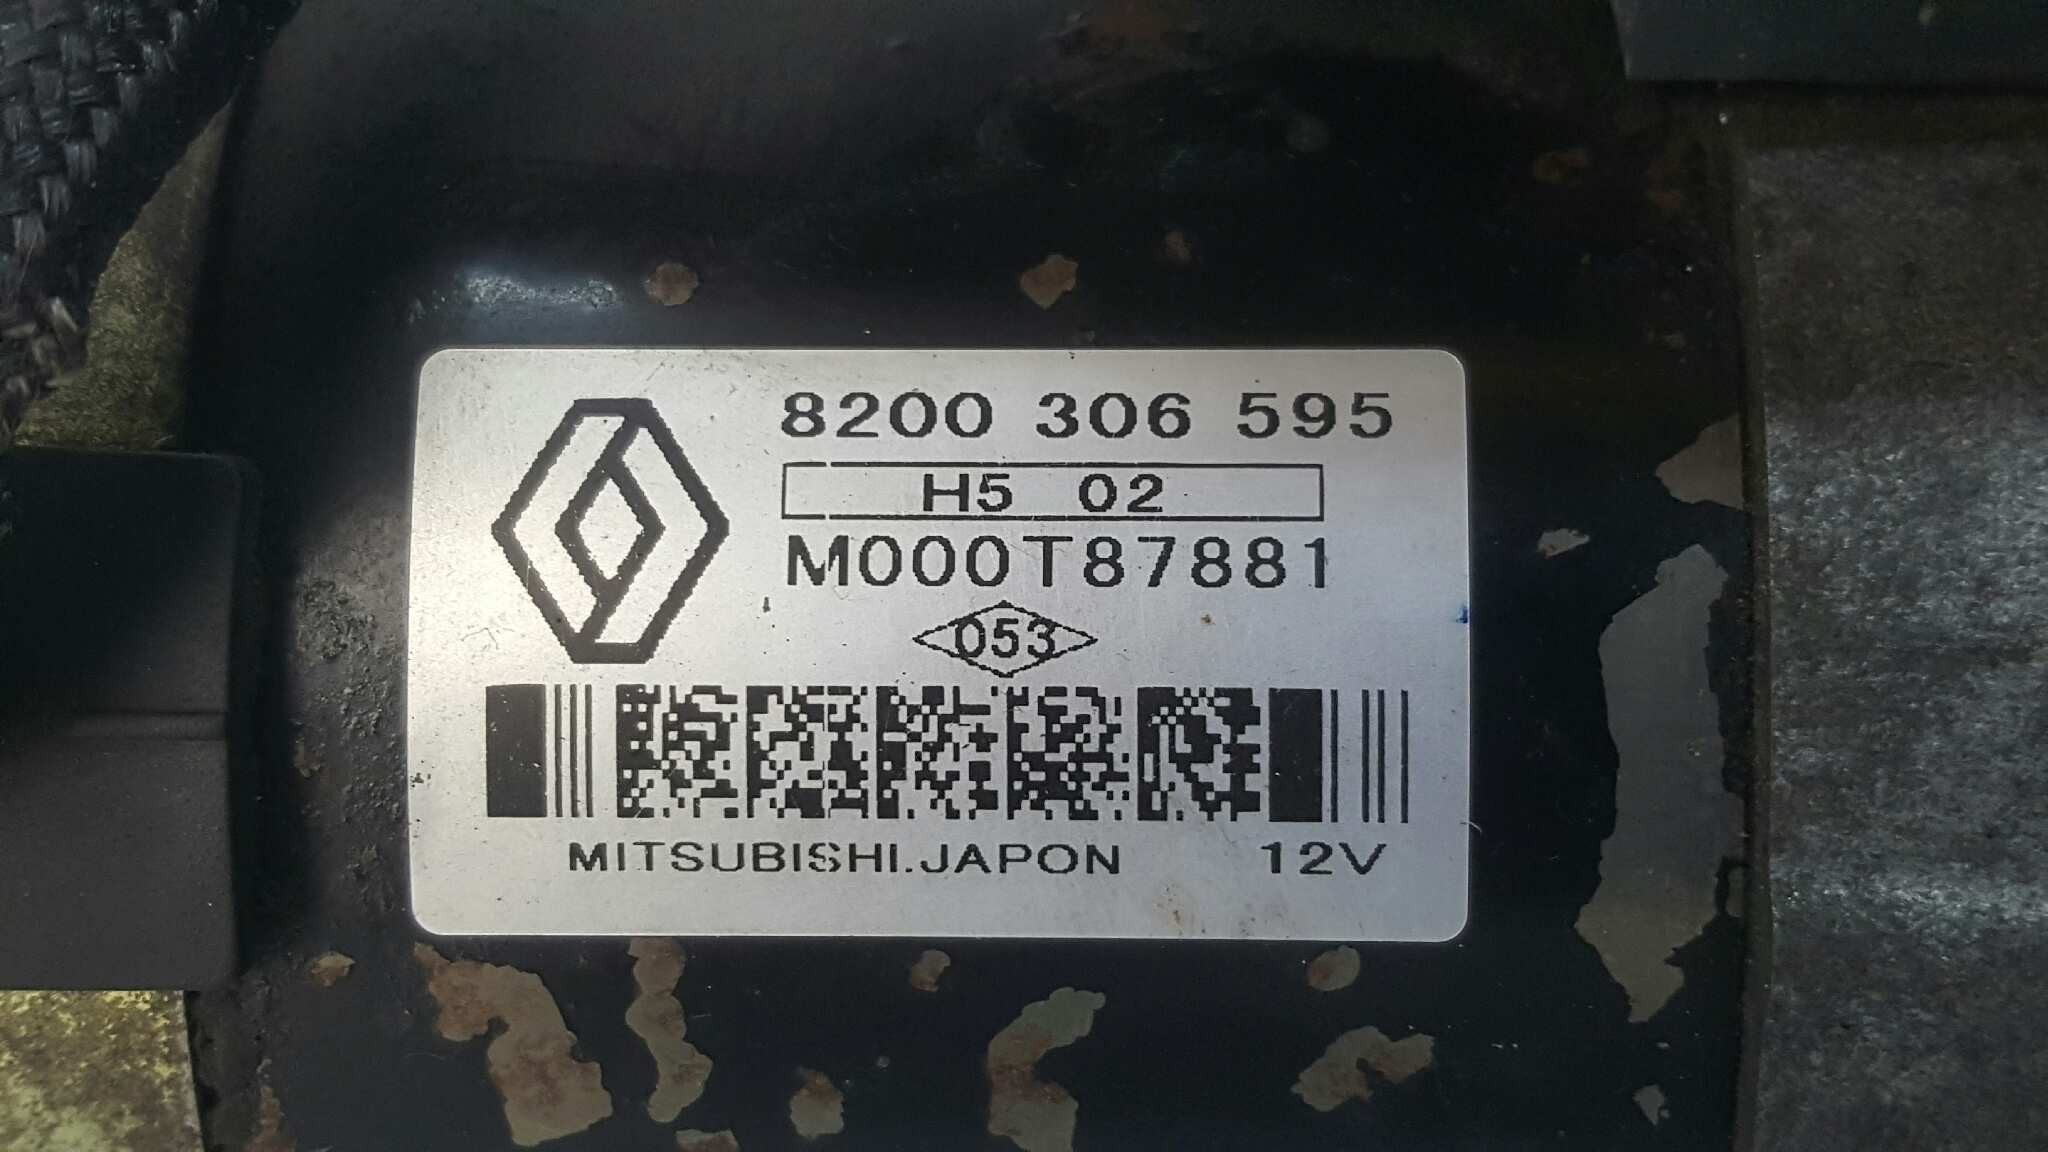 8200 306 595
H5 02
M000T87881
053
MITSUBISHI.JAPON 12V